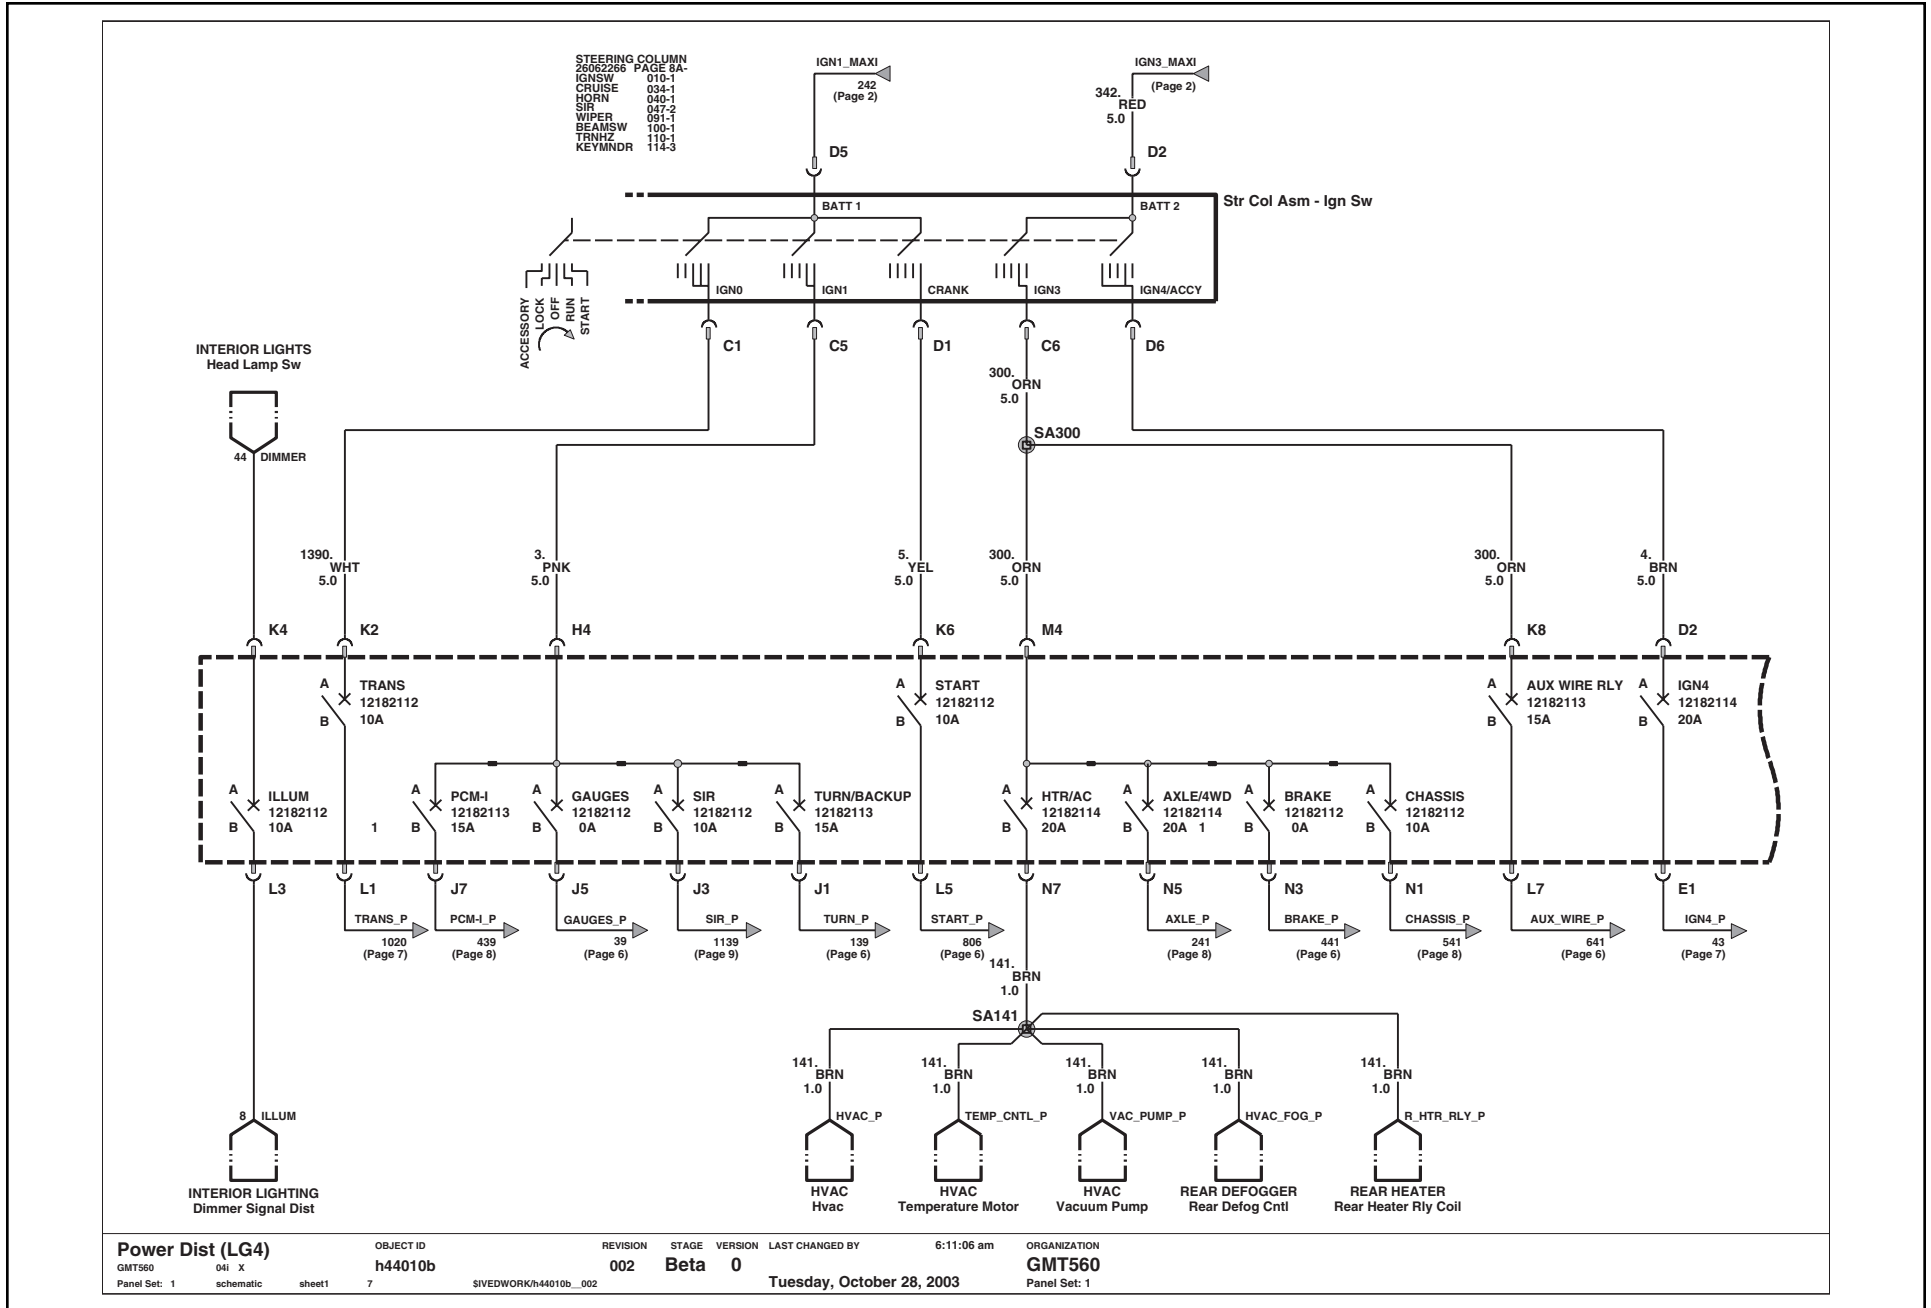 STEERING COLUMN
26062266 PAGE 8A-
IGNSW 010-1
CRUISE 034-1
HORN 040-1
SIR 047-2
WIPER 091-1
BEAMSW 100-1
TRNHZ 110-1
KEYMNDR 114-3
IGN1_MAXI
242
(Page 2)
IGN3_MAXI
(Page 2)
342.
RED
5.0
D5
D2
Str Col Asm - Ign Sw
BATT 1
BATT 2
IGN0
IGN1
CRANK
IGN3
IGN4/ACCY
ACCESSORY
LOCK
OFF
RUN
START
C1
C5
D1
C6
D6
INTERIOR LIGHTS
Head Lamp Sw
44 DIMMER
300.
ORN
5.0
SA300
1390.
WHT
5.0
3.
PNK
5.0
5.
YEL
5.0
300.
ORN
5.0
300.
ORN
5.0
4.
BRN
5.0
K4
K2
H4
K6
M4
K8
D2
A
B
TRANS
12182112
10A
A
B
START
12182112
10A
A
B
AUX WIRE RLY
12182113
15A
A
B
IGN4
12182114
20A
A
B
ILLUM
12182112
10A
1
A
B
PCM-I
12182113
15A
A
B
GAUGES
12182112
0A
A
B
SIR
12182112
10A
A
B
TURN/BACKUP
12182113
15A
A
B
HTR/AC
12182114
20A
A
B
AXLE/4WD
12182114
20A 1
A
B
BRAKE
12182112
0A
A
B
CHASSIS
12182112
10A
L3
L1
J7
J5
J3
J1
L5
N7
N5
N3
N1
L7
E1
TRANS_P
1020
(Page 7)
PCM-I_P
439
(Page 8)
GAUGES_P
39
(Page 6)
SIR_P
1139
(Page 9)
TURN_P
139
(Page 6)
START_P
806
(Page 6)
AXLE_P
241
(Page 8)
BRAKE_P
441
(Page 6)
CHASSIS_P
541
(Page 8)
AUX_WIRE_P
641
(Page 6)
IGN4_P
43
(Page 7)
141.
BRN
1.0
SA141
141.
BRN
1.0
141.
BRN
1.0
141.
BRN
1.0
141.
BRN
1.0
141.
BRN
1.0
8 ILLUM
HVAC_P
TEMP_CNTL_P
VAC_PUMP_P
HVAC_FOG_P
R_HTR_RLY_P
INTERIOR LIGHTING
Dimmer Signal Dist
HVAC
Hvac
HVAC
Temperature Motor
HVAC
Vacuum Pump
REAR DEFOGGER
Rear Defog Cntl
REAR HEATER
Rear Heater Rly Coil
Power Dist (LG4)
GMT560 04i X
Panel Set: 1 schematic sheet1 7
OBJECT ID
h44010b
$IVEDWORK/h44010b__002
REVISION
002
STAGE
Beta
VERSION
0
LAST CHANGED BY 6:11:06 am
Tuesday, October 28, 2003
ORGANIZATION
GMT560
Panel Set: 1